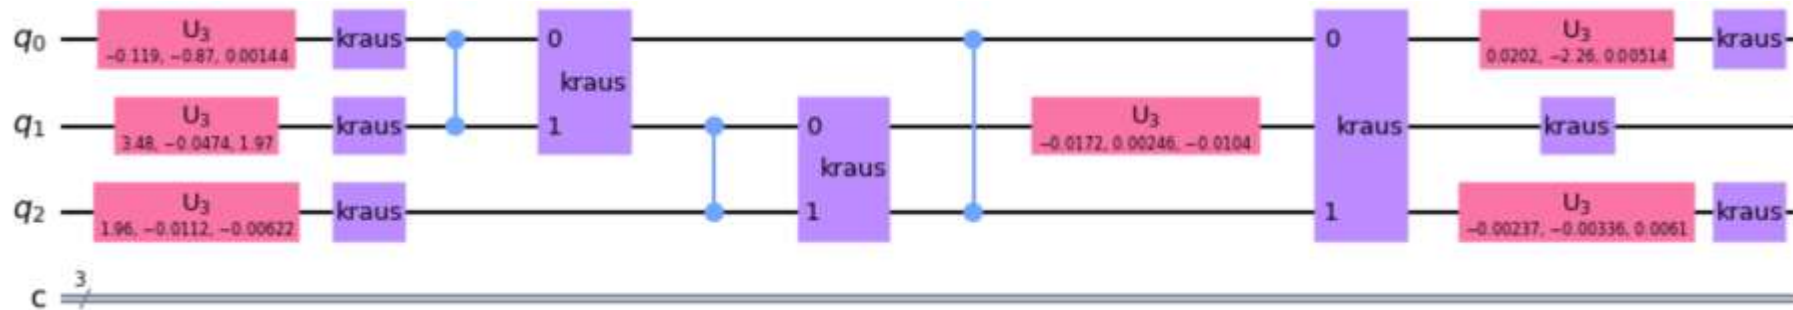 q0 U3 kraus 0 0 U3 kraus
−0.119, −0.87, 0.00144 0.0202, −2.26, 0.00514
kraus
q1 U3 kraus 1 0 U3 kraus kraus
3.48, −0.0474, 1.97 −0.0172, 0.00246, −0.0104
kraus
q2 U3 kraus 1 1 U3 kraus
1.96, −0.0112, −0.00622 −0.00237, −0.00336, 0.0061
3
c